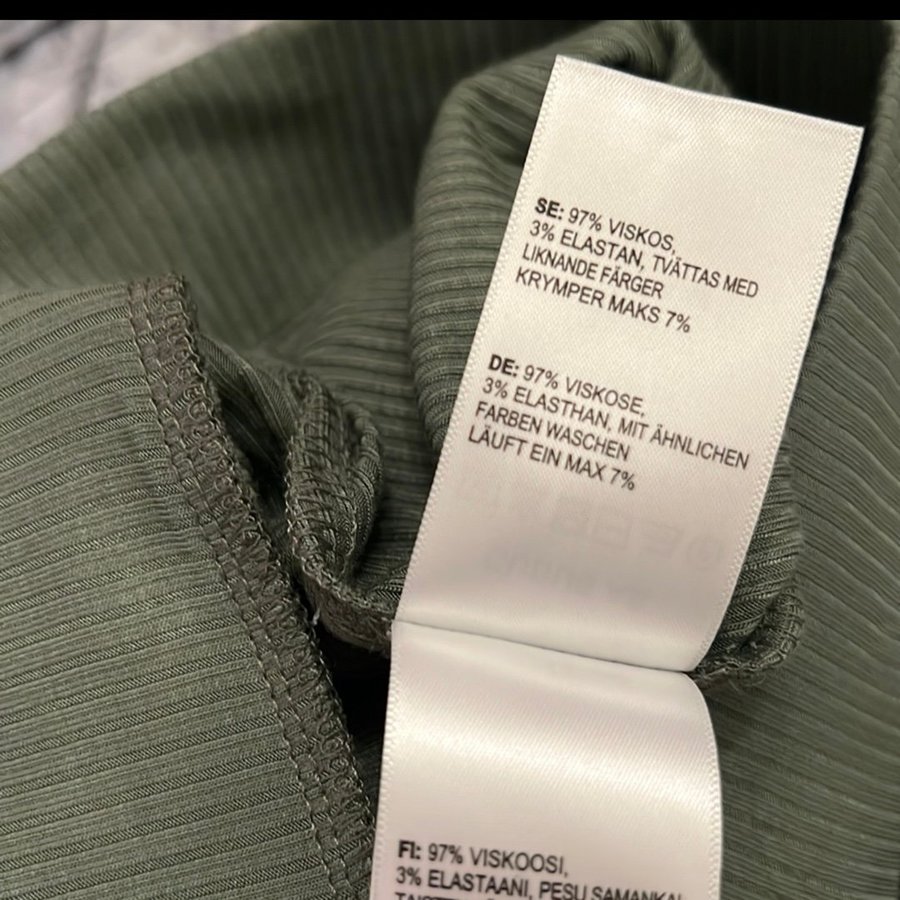 SE: 97% VISKOS,
3% ELASTAN, TVÄTTAS MED
LIKNANDE FÄRGER
KRYMPER MAKS 7%
DE: 97% VISKOSE,
3% ELASTHAN, MIT ÄHNLICHEN
FARBEN WASCHEN
LÄUFT EIN MAX 7%
FI: 97% VISKOOSI,
3% ELASTAANI, PESU